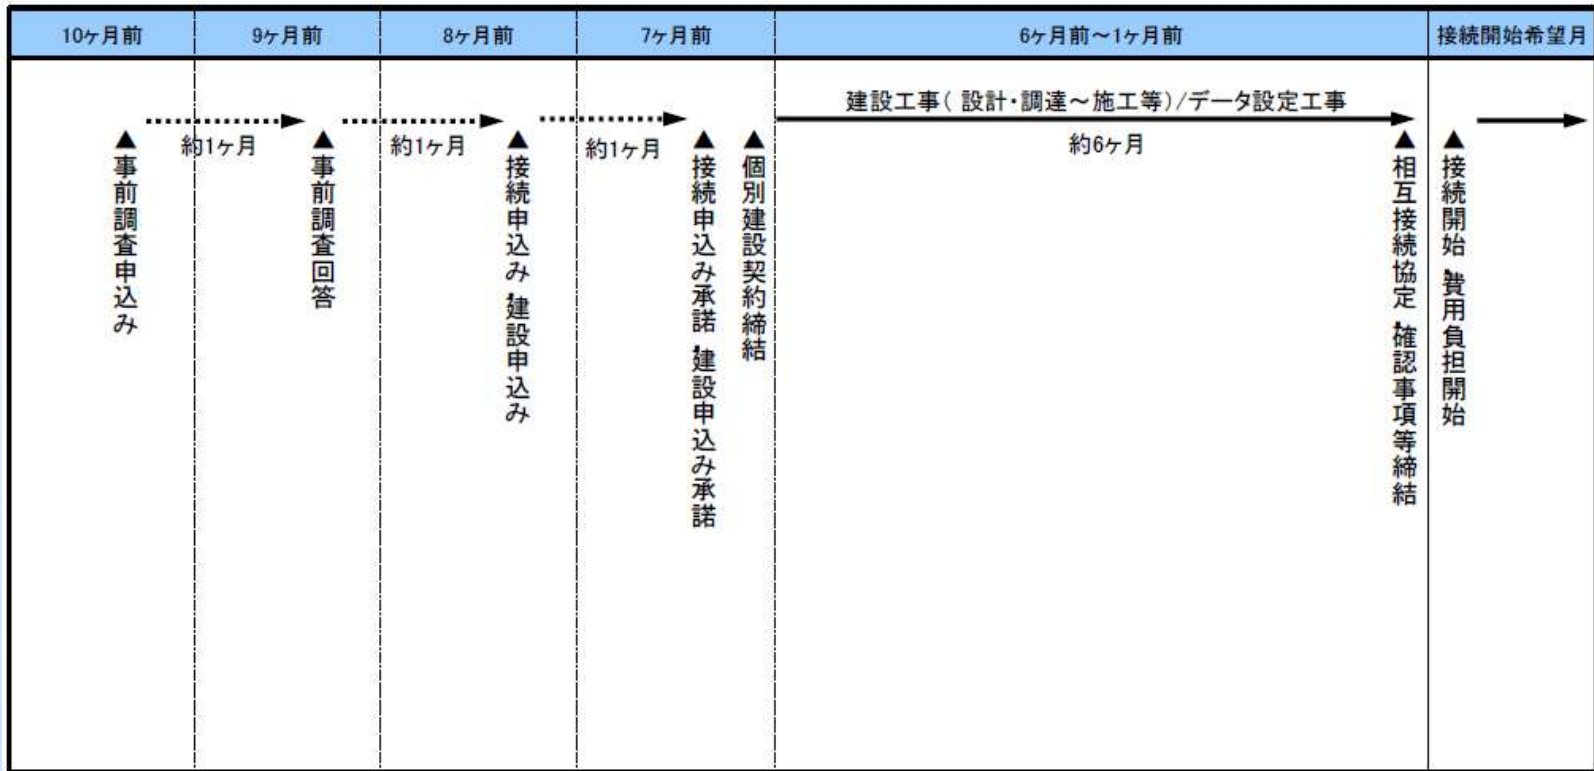 10ヶ月前
9ヶ月前
8ヶ月前
7ヶ月前
6ヶ月前～1ヶ月前
接続開始希望月
建設工事（設計・調達～施工等）/データ設定工事
約1ヶ月
約1ヶ月
約1ヶ月
約6ヶ月
▲事前調査申込み
▲事前調査回答
▲接続申込み・建設申込み
▲接続申込み承諾・建設申込み承諾
▲個別建設契約締結
▲相互接続協定・確認事項等締結
▲接続開始・費用負担開始